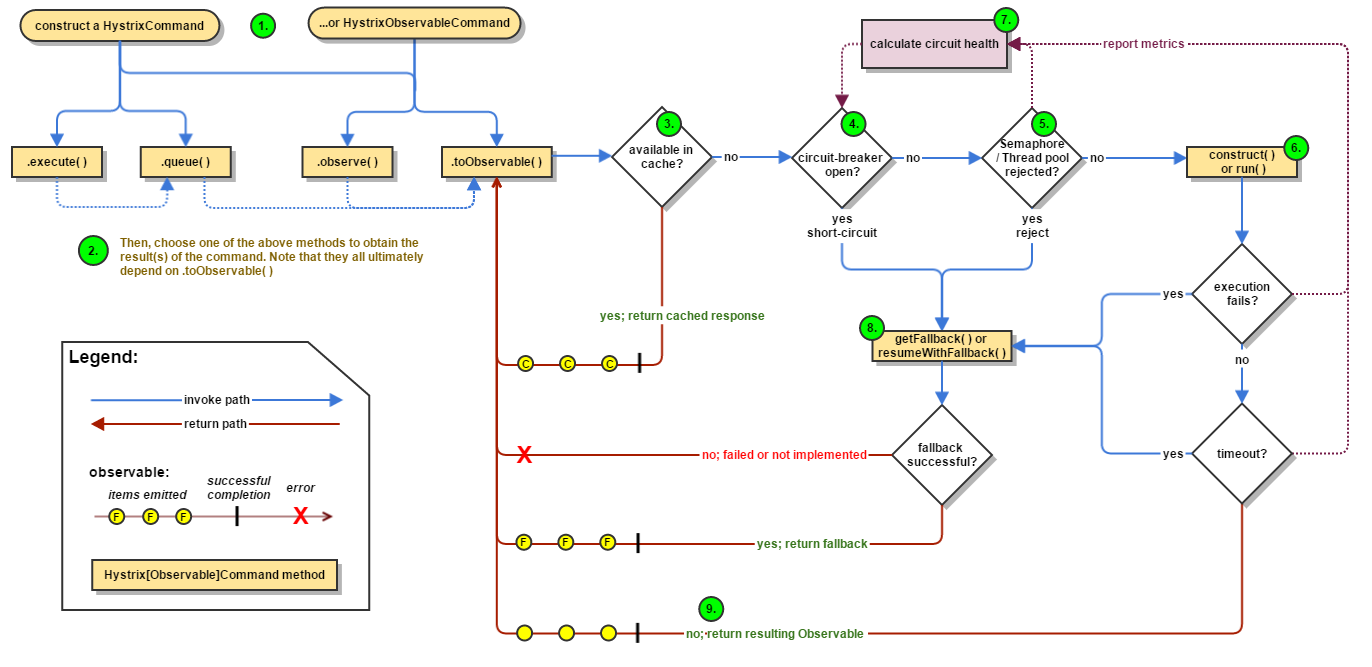 construct a HystrixCommand
1.
...or HystrixObservableCommand
7.
calculate circuit health
report metrics
.execute( )
.queue( )
.observe( )
.toObservable( )
3.
available in
cache?
no
4.
circuit-breaker
open?
no
5.
Semaphore
/ Thread pool
rejected?
no
6.
construct( )
or run( )
yes
short-circuit
yes
reject
2.
Then, choose one of the above methods to obtain the
result(s) of the command. Note that they all ultimately
depend on .toObservable( )
yes; return cached response
C C C
8.
getFallback( ) or
resumeWithFallback( )
yes
execution
fails?
no
yes
timeout?
Legend:
invoke path
return path
observable:
items emitted
successful
completion
error
F F F
X
Hystrix[Observable]Command method
X
no; failed or not implemented
fallback
successful?
F F F
yes; return fallback
9.
no; return resulting Observable